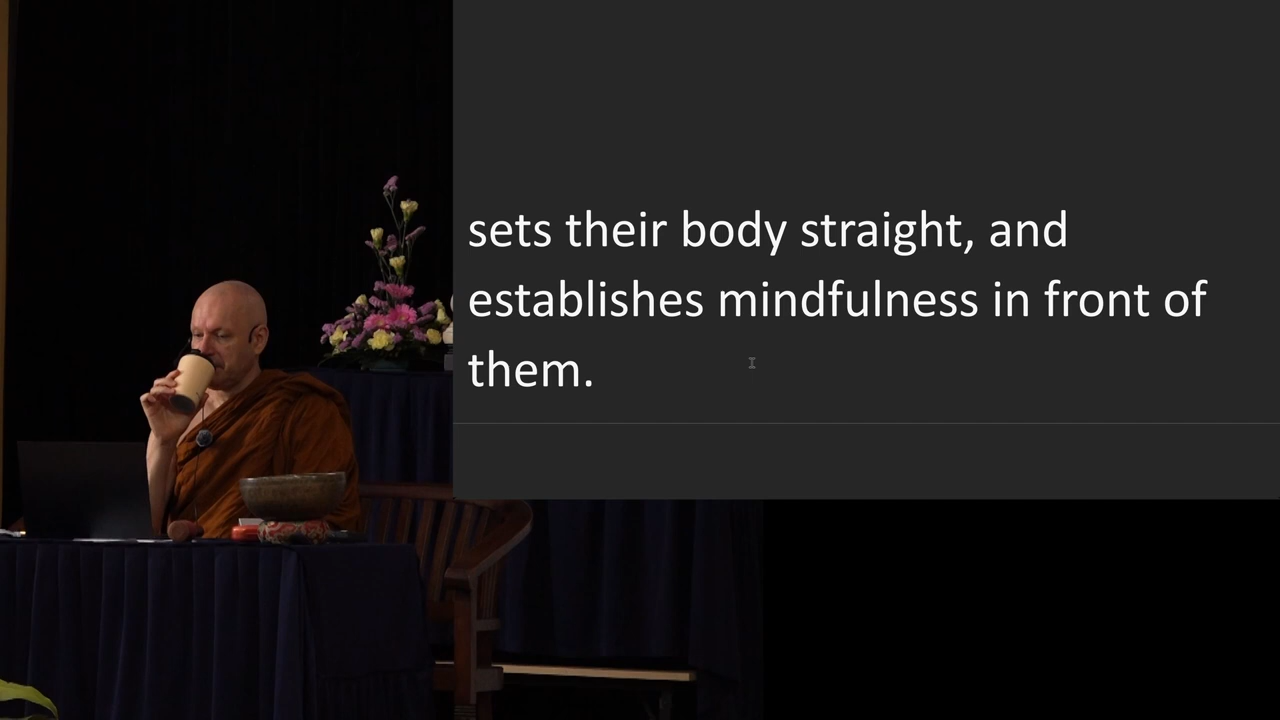 sets their body straight, and
establishes mindfulness in front of
them.